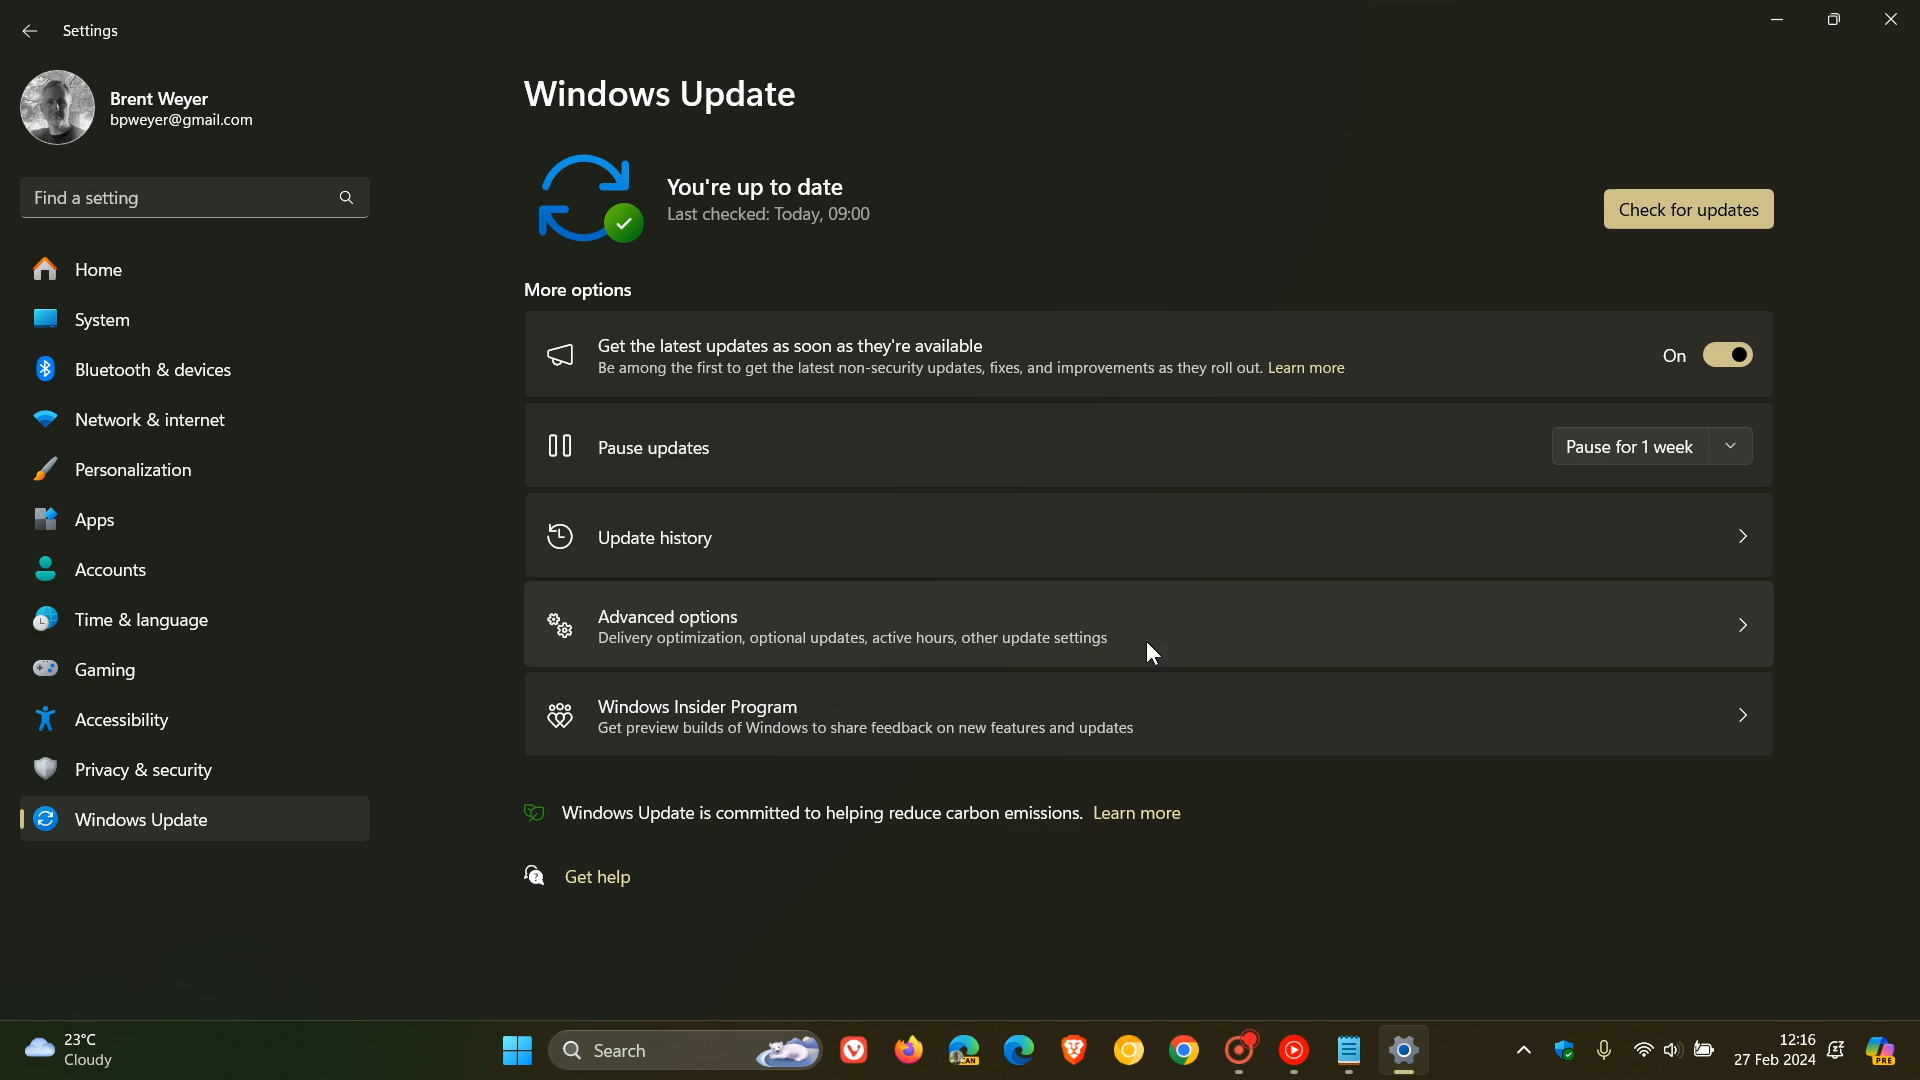 Settings
Brent Weyer
bpweyer@gmail.com
Find a setting
Home
System
Bluetooth & devices
Network & internet
Personalization
Apps
Accounts
Time & language
Gaming
Accessibility
Privacy & security
Windows Update
Windows Update
You're up to date
Last checked: Today, 09:00
Check for updates
More options
Get the latest updates as soon as they're available
Be among the first to get the latest non-security updates, fixes, and improvements as they roll out. Learn more
On
Pause updates
Pause for 1 week
Update history
Advanced options
Delivery optimization, optional updates, active hours, other update settings
Windows Insider Program
Get preview builds of Windows to share feedback on new features and updates
Windows Update is committed to helping reduce carbon emissions. Learn more
Get help
23°C
Cloudy
Search
CAN
12:16
27 Feb 2024
PRE